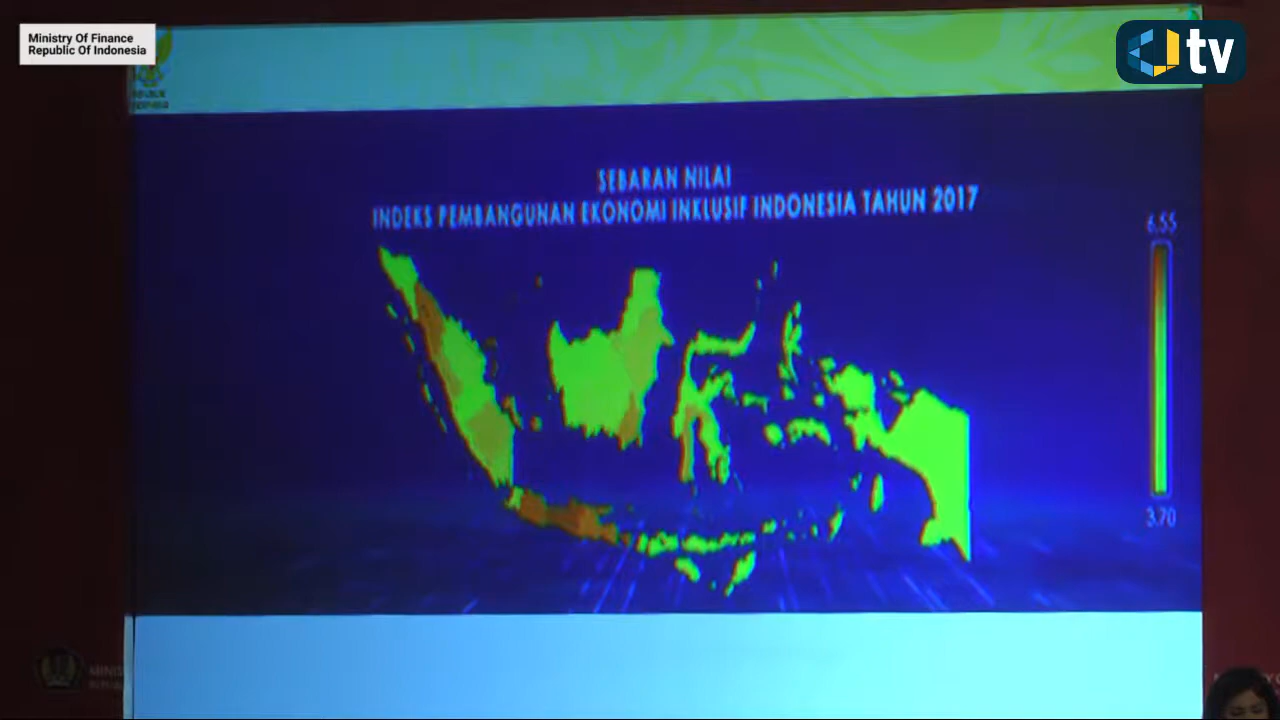 Ministry Of Finance
Republic Of Indonesia
tv
SEBARAN NILAI
INDEKS PEMBANGUNAN EKONOMI INKLUSIF INDONESIA TAHUN 2017
6.55
3.70